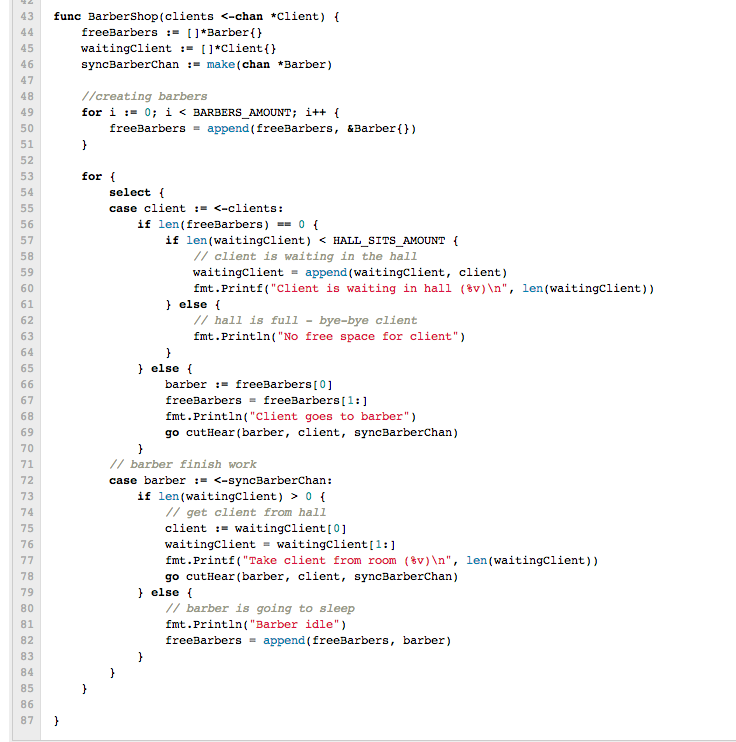 42
43 func BarberShop(clients <-chan *Client) {
44     freeBarbers := []*Barber{}
45     waitingClient := []*Client{}
46     syncBarberChan := make(chan *Barber)
47
48     //creating barbers
49     for i := 0; i < BARBERS_AMOUNT; i++ {
50         freeBarbers = append(freeBarbers, &Barber{})
51     }
52
53     for {
54         select {
55         case client := <-clients:
56             if len(freeBarbers) == 0 {
57                 if len(waitingClient) < HALL_SITS_AMOUNT {
58                     // client is waiting in the hall
59                     waitingClient = append(waitingClient, client)
60                     fmt.Printf("Client is waiting in hall (%v)\n", len(waitingClient))
61                 } else {
62                     // hall is full - bye-bye client
63                     fmt.Println("No free space for client")
64                 }
65             } else {
66                 barber := freeBarbers[0]
67                 freeBarbers = freeBarbers[1:]
68                 fmt.Println("Client goes to barber")
69                 go cutHear(barber, client, syncBarberChan)
70             }
71         // barber finish work
72         case barber := <-syncBarberChan:
73             if len(waitingClient) > 0 {
74                 // get client from hall
75                 client := waitingClient[0]
76                 waitingClient = waitingClient[1:]
77                 fmt.Printf("Take client from room (%v)\n", len(waitingClient))
78                 go cutHear(barber, client, syncBarberChan)
79             } else {
80                 // barber is going to sleep
81                 fmt.Println("Barber idle")
82                 freeBarbers = append(freeBarbers, barber)
83             }
84         }
85     }
86
87 }